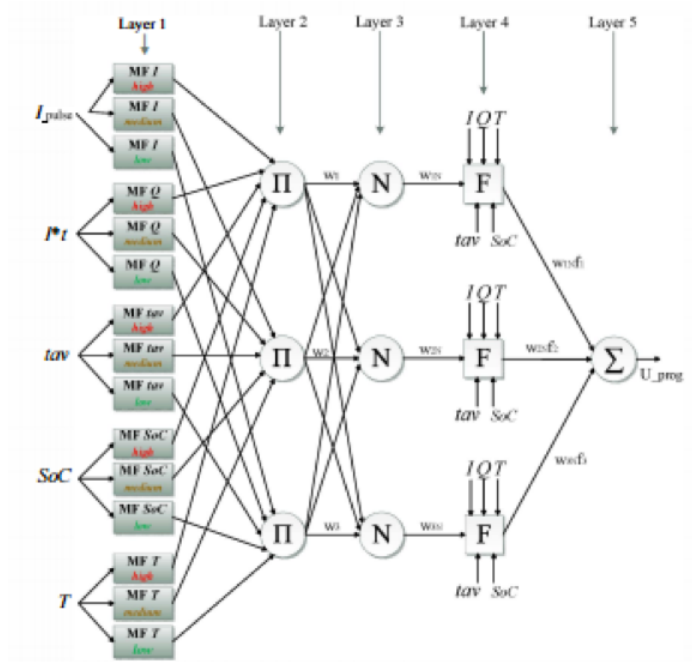 Layer 1
Layer 2
Layer 3
Layer 4
Layer 5
I_pulse
MF I
high
MF I
medium
MF I
low
I*t
MF Q
high
MF Q
medium
MF Q
low
tav
MF tav
high
MF tav
medium
MF tav
low
SoC
MF SoC
high
MF SoC
medium
MF SoC
low
T
MF T
high
MF T
medium
MF T
low
Π
w1
N
w1N
I Q T
F
tav SoC
w1Nf1
Π
w2
N
w2N
I Q T
F
tav SoC
w2Nf2
Σ
U_prog
Π
w3
N
w3N
I Q T
F
tav SoC
w3Nf3